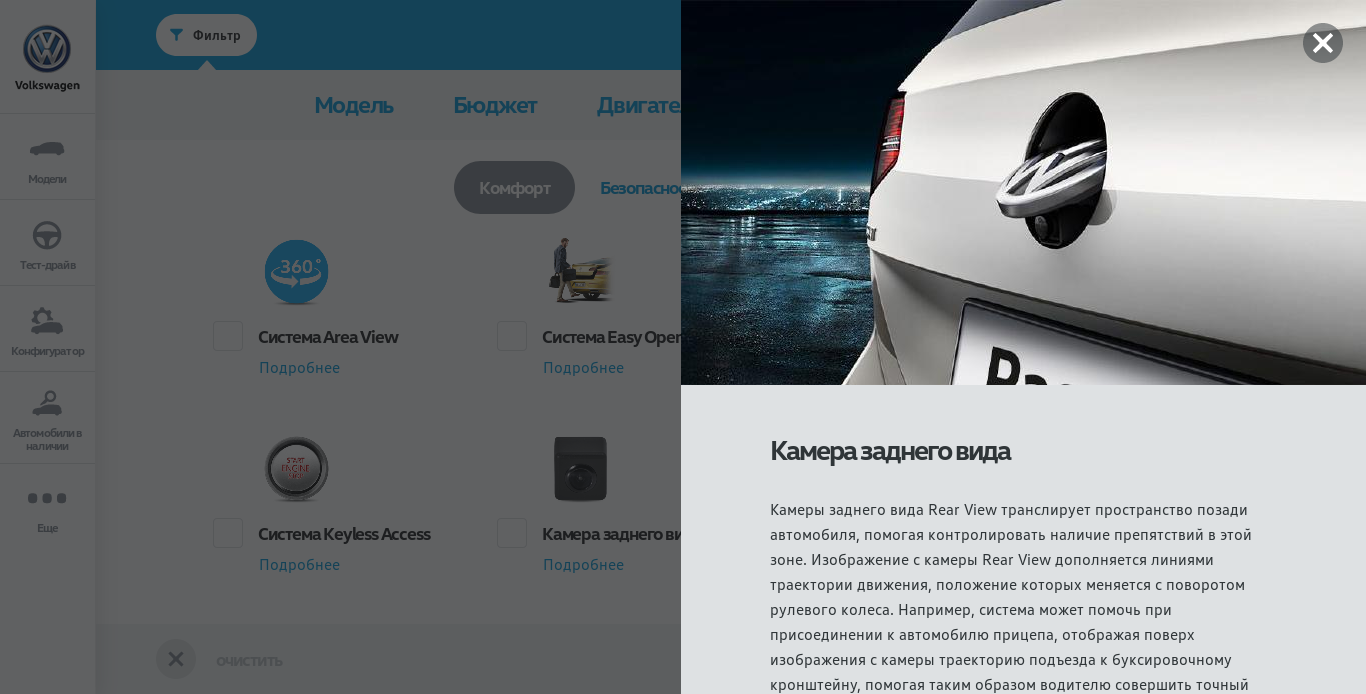 Фильтр
Volkswagen
Модель
Бюджет
Модели
Комфорт
Тест-драйв
360°
Система Area View
Система Easy Oper
Конфигуратор
Подробнее
Подробнее
Автомобили в
наличии
START
ENGINE
Система Keyless Access
Камера заднего ви
Еще
Подробнее
Подробнее
ОЧИСТИТЬ
Камера заднего вида
Камеры заднего вида Rear View транслирует пространство позади
автомобиля, помогая контролировать наличие препятствий в этой
зоне. Изображение с камеры Rear View дополняется линиями
траектории движения, положение которых меняется с поворотом
рулевого колеса. Например, система может помочь при
присоединении к автомобилю прицепа, отображая поверх
изображения с камеры траекторию подъезда к буксировочному
кронштейну, помогая таким образом водителю совершить точный